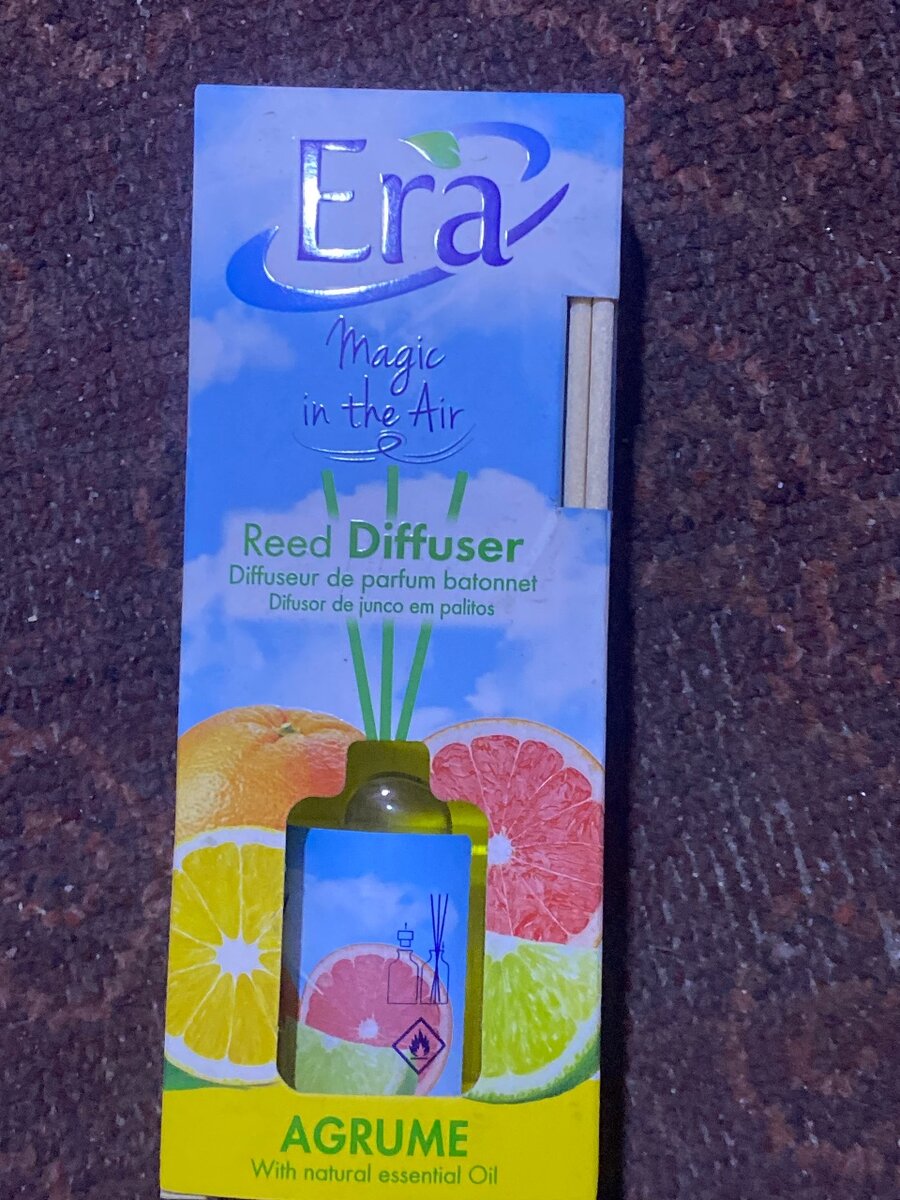 Era
Magic
in the Air
Reed Diffuser
Diffuseur de parfum batonnet
Difusor de junco em palitos
AGRUME
With natural essential Oil